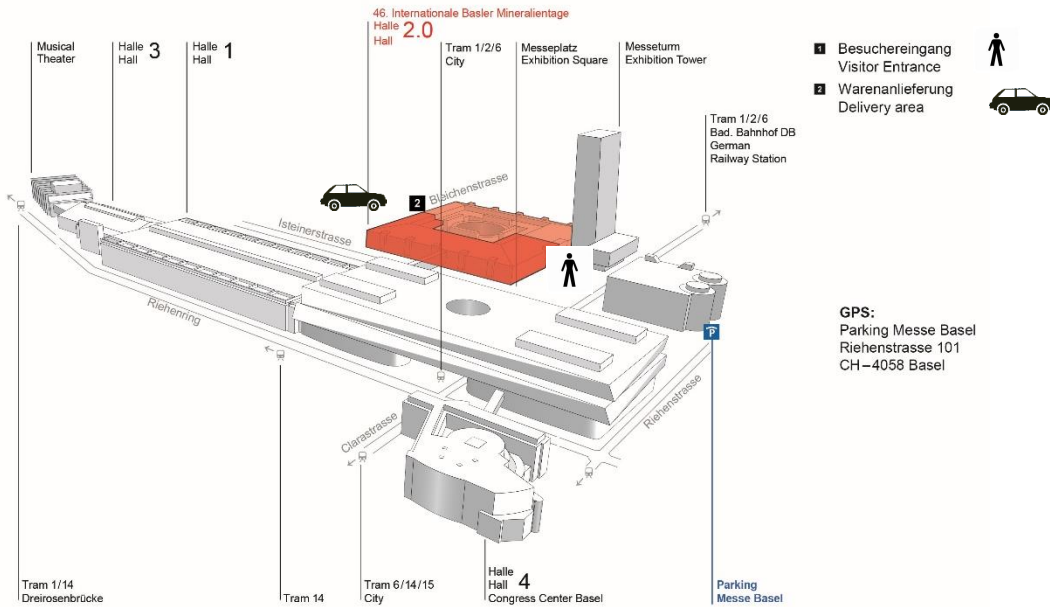 46. Internationale Basler Mineralientage
Halle
Hall 2.0
Musical
Theater
Halle
Hall 3
Halle
Hall 1
Tram 1/2/6
City
Messeplatz
Exhibition Square
Messeturm
Exhibition Tower
1 Besuchereingang
Visitor Entrance
2 Warenanlieferung
Delivery area
Tram 1/2/6
Bad. Bahnhof DB
German
Railway Station
2
Bleichenstrasse
Isteinerstrasse
Riehenring
P
GPS:
Parking Messe Basel
Riehenstrasse 101
CH–4058 Basel
Riehenstrasse
Clarastrasse
Tram 1/14
Dreirosenbrücke
Tram 14
Tram 6/14/15
City
Halle
Hall 4
Congress Center Basel
Parking
Messe Basel